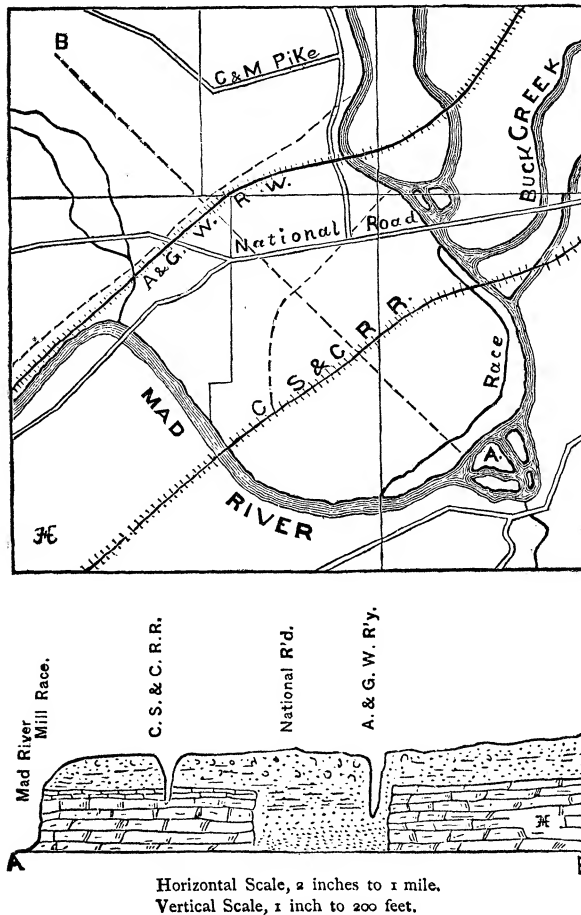 B
C & M PIKE
BUCK CREEK
A & G. W. R W.
National Road
C. S & C R R.
Race
MAD RIVER
A.
Mad River
Mill Race.
C. S. & C. R. R.
National R'd.
A. & G. W. R'y.
A
Horizontal Scale, 2 inches to 1 mile.
Vertical Scale, 1 inch to 200 feet.